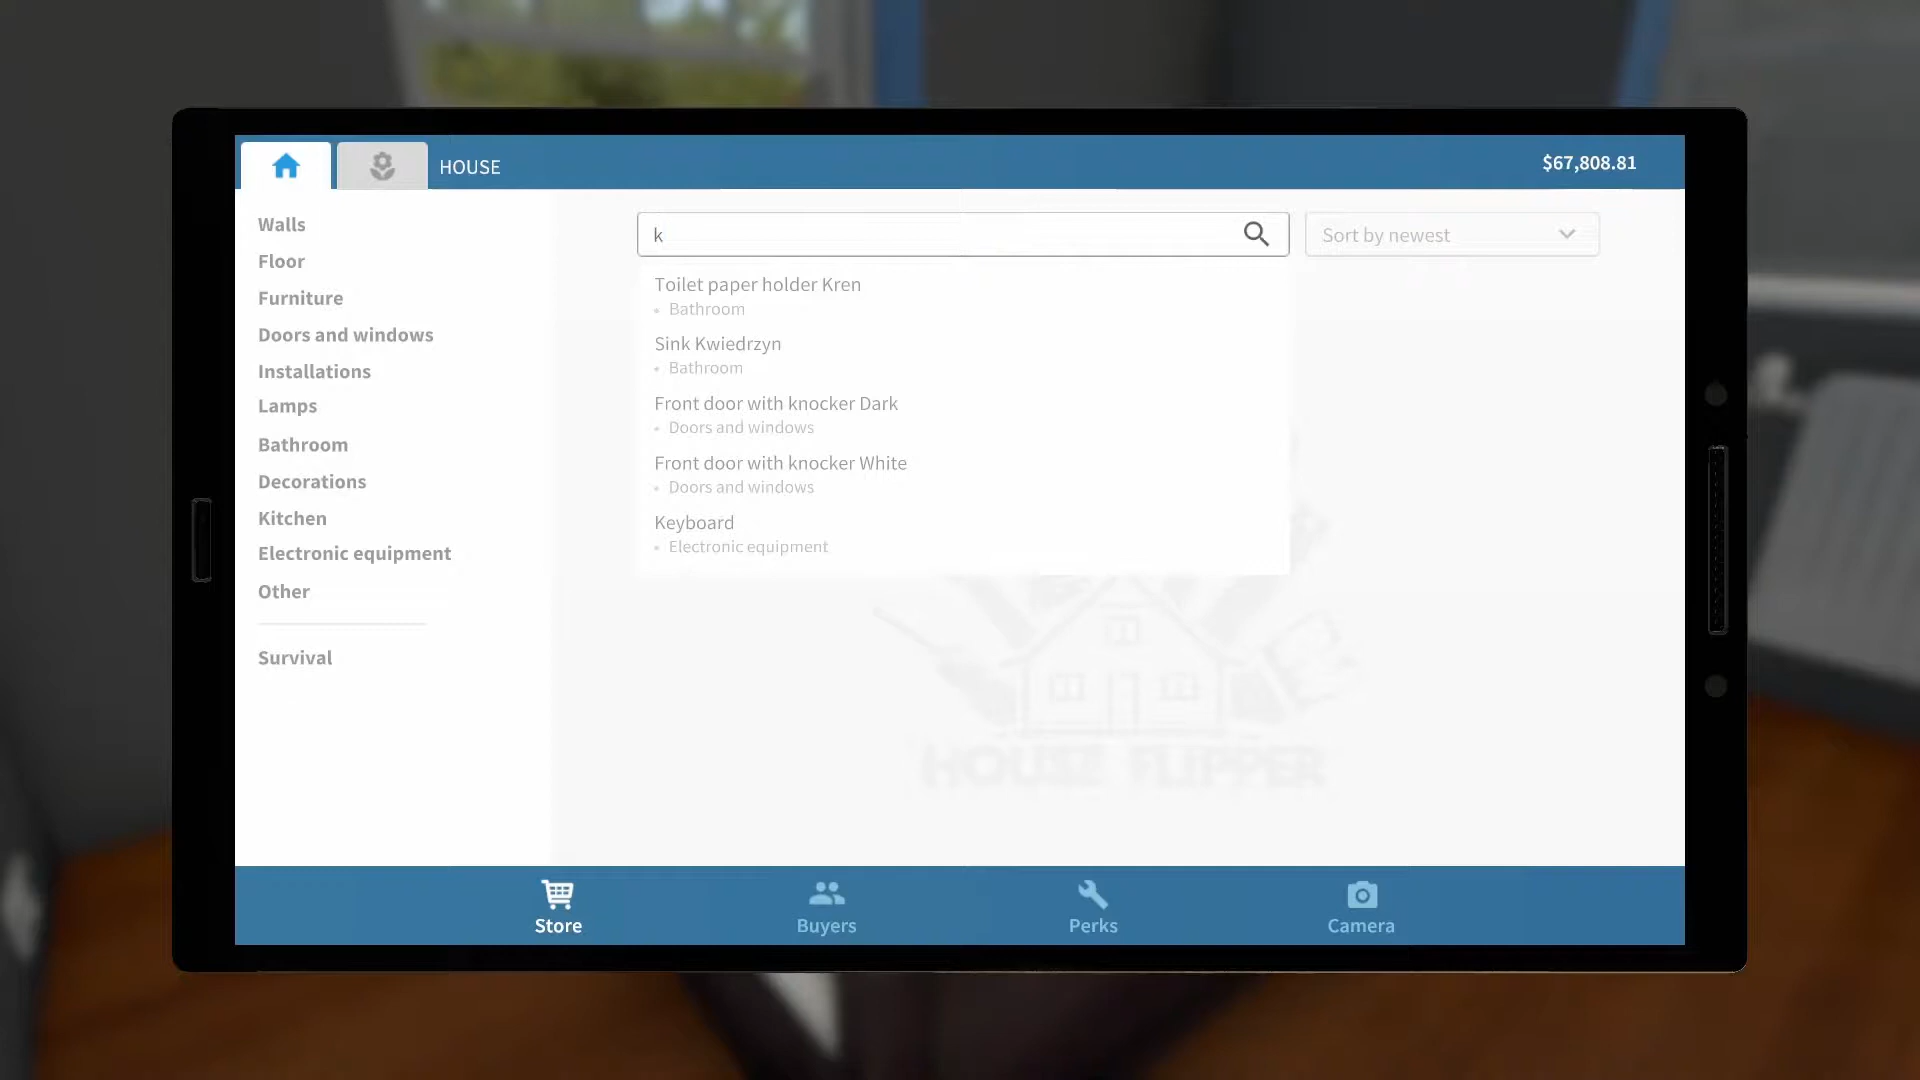 HOUSE
$67,808.81
Walls
Floor
Furniture
Doors and windows
Installations
Lamps
Bathroom
Decorations
Kitchen
Electronic equipment
Other
Survival
k
Sort by newest
Toilet paper holder Kren
• Bathroom
Sink Kwiedrzyn
• Bathroom
Front door with knocker Dark
• Doors and windows
Front door with knocker White
• Doors and windows
Keyboard
• Electronic equipment
HOUSE FLIPPER
Store
Buyers
Perks
Camera